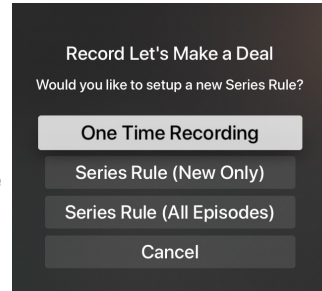 Record Let's Make a Deal
Would you like to setup a new Series Rule?
One Time Recording
Series Rule (New Only)
Series Rule (All Episodes)
Cancel